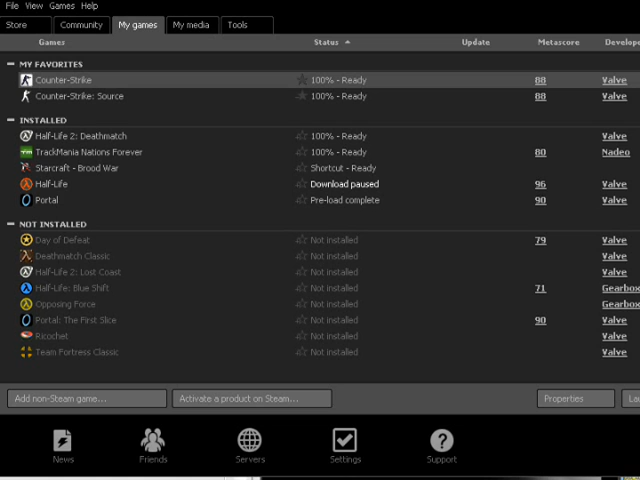 File View Games Help
Store Community My games My media Tools
Games Status Update Metascore Develope
MY FAVORITES
Counter-Strike 100% - Ready 88 Valve
Counter-Strike: Source 100% - Ready 88 Valve
INSTALLED
Half-Life 2: Deathmatch 100% - Ready Valve
TrackMania Nations Forever 100% - Ready 80 Nadeo
Starcraft - Brood War Shortcut - Ready
Half-Life Download paused 96 Valve
Portal Pre-load complete 90 Valve
NOT INSTALLED
Day of Defeat Not installed 79 Valve
Deathmatch Classic Not installed Valve
Half-Life 2: Lost Coast Not installed Valve
Half-Life: Blue Shift Not installed 71 Gearbox
Opposing Force Not installed Gearbox
Portal: The First Slice Not installed 90 Valve
Ricochet Not installed Valve
Team Fortress Classic Not installed Valve
Add non-Steam game... Activate a product on Steam... Properties Lau
News Friends Servers Settings Support